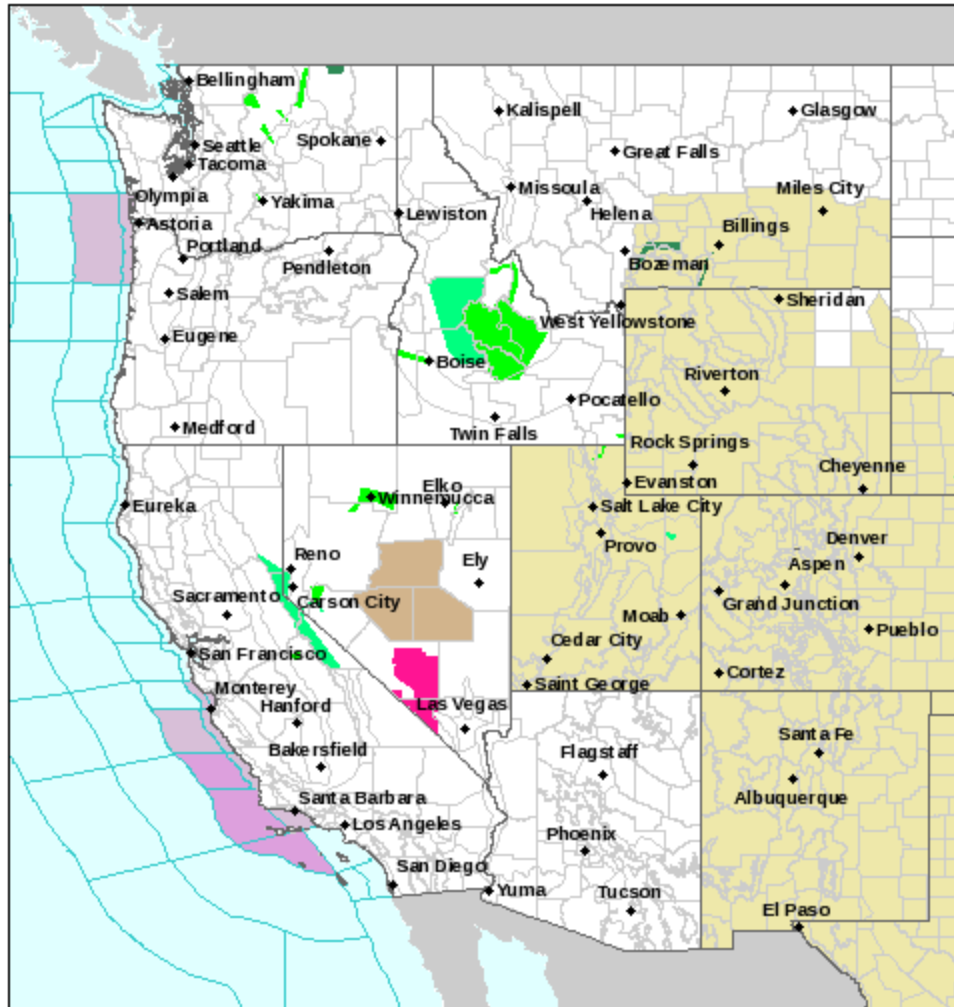 Bellingham
Kalispell
Glasgow
Spokane
Seattle
Great Falls
Tacoma
Missoula
Miles City
Olympia
Yakima
Lewiston
Helena
Astoria
Billings
Portland
Pendleton
Bozeman
Salem
Sheridan
West Yellowstone
Eugene
Boise
Riverton
Pocatello
Medford
Twin Falls
Rock Springs
Cheyenne
Elko
Evanston
Winnemucca
Eureka
Salt Lake City
Denver
Provo
Reno
Ely
Aspen
Sacramento
Carson City
Grand Junction
Moab
Pueblo
Cedar City
San Francisco
Cortez
Saint George
Monterey
Hanford
Las Vegas
Santa Fe
Bakersfield
Flagstaff
Albuquerque
Santa Barbara
Los Angeles
Phoenix
San Diego
Yuma
Tucson
El Paso